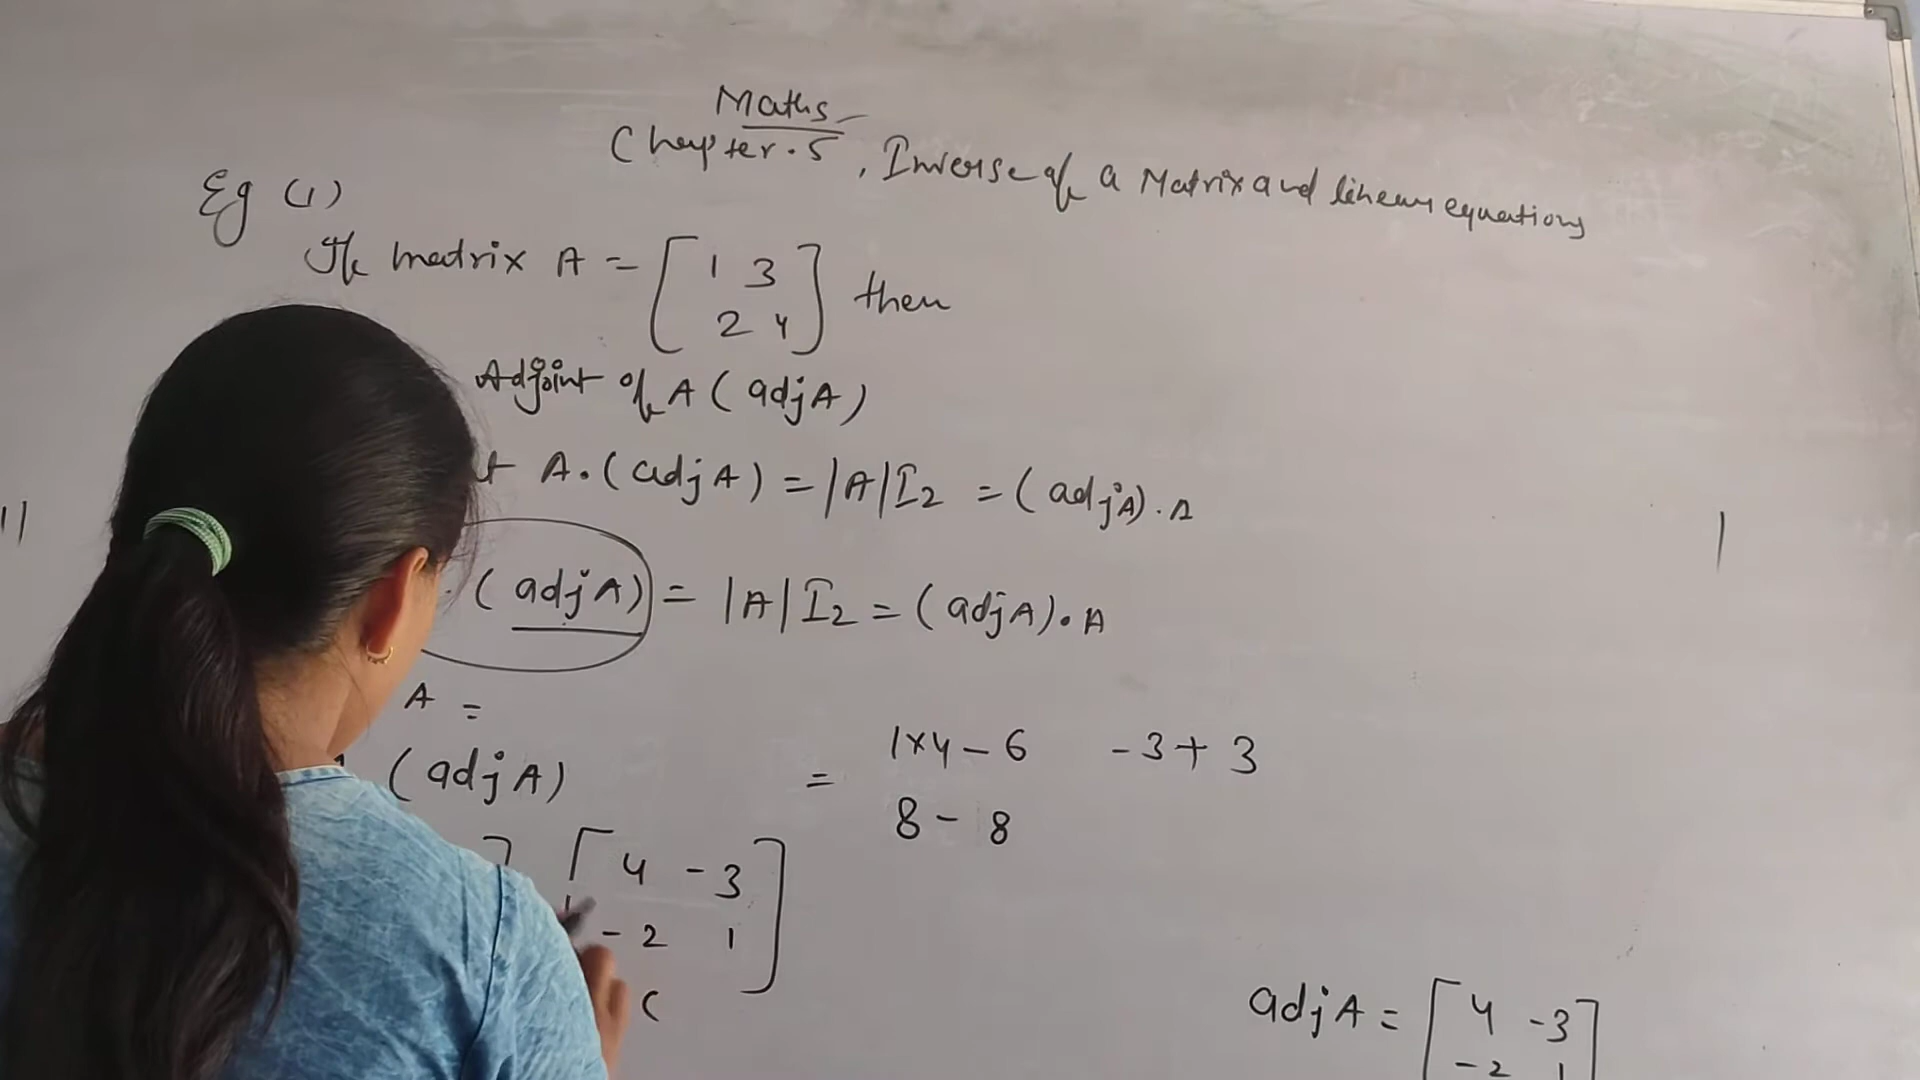 Maths
Chapter.5, Inverse of a Matrix and linear equations
Eg (1)
If matrix A = [ 1 3
2 4 ] then
Adjoint of A (adjA)
A.(adjA) = |A|I2 = (adjA).A
.(adjA) = |A|I2 = (adjA).A
A =
(adjA)
= 1×4-6 -3+3
8-8
] [ 4 -3
-2 1 ]
C
adjA = [ 4 -3 ]
-2 1